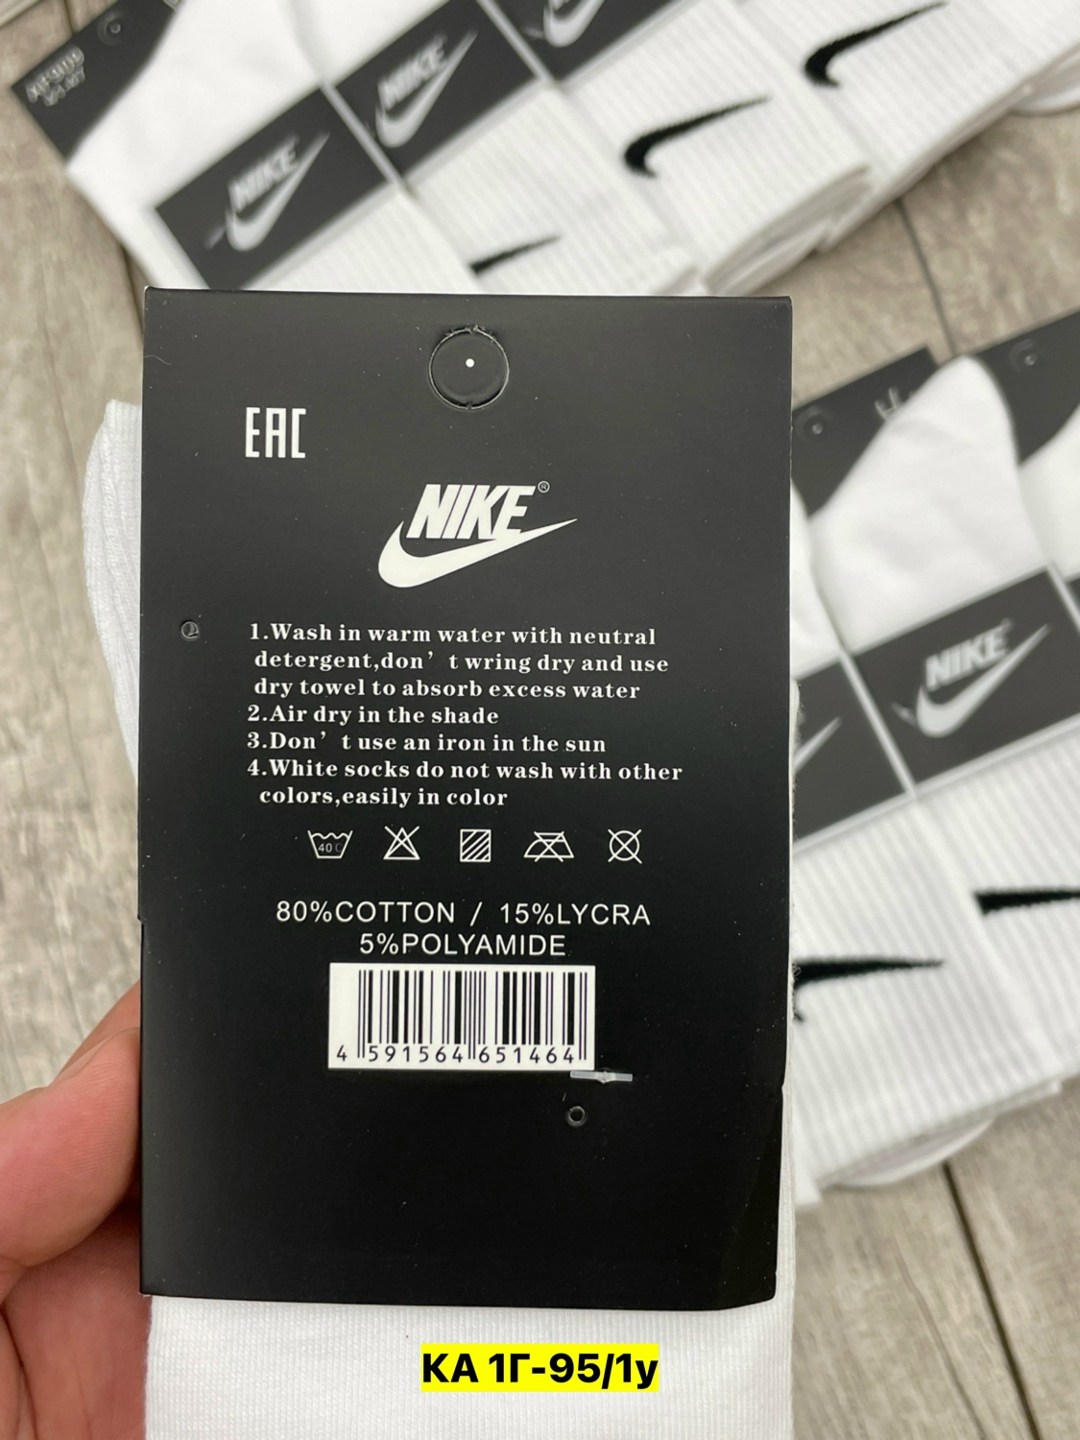 NIKE
NIKE
EAC
NIKE®
1.Wash in warm water with neutral
detergent,don't wring dry and use
dry towel to absorb excess water
2.Air dry in the shade
3.Don't use an iron in the sun
4.White socks do not wash with other
colors,easily in color
40C
80%COTTON / 15%LYCRA
5%POLYAMIDE
4 591564 651464
NIKE
КА 1Г-95/1у